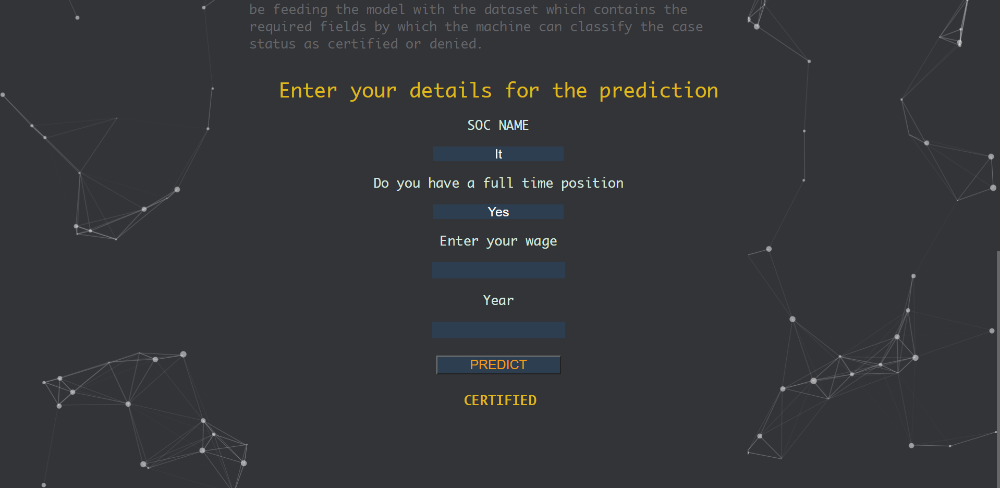 be feeding the model with the dataset which contains the
required fields by which the machine can classify the case
status as certified or denied.
Enter your details for the prediction
SOC NAME
It
Do you have a full time position
Yes
Enter your wage
Year
PREDICT
CERTIFIED